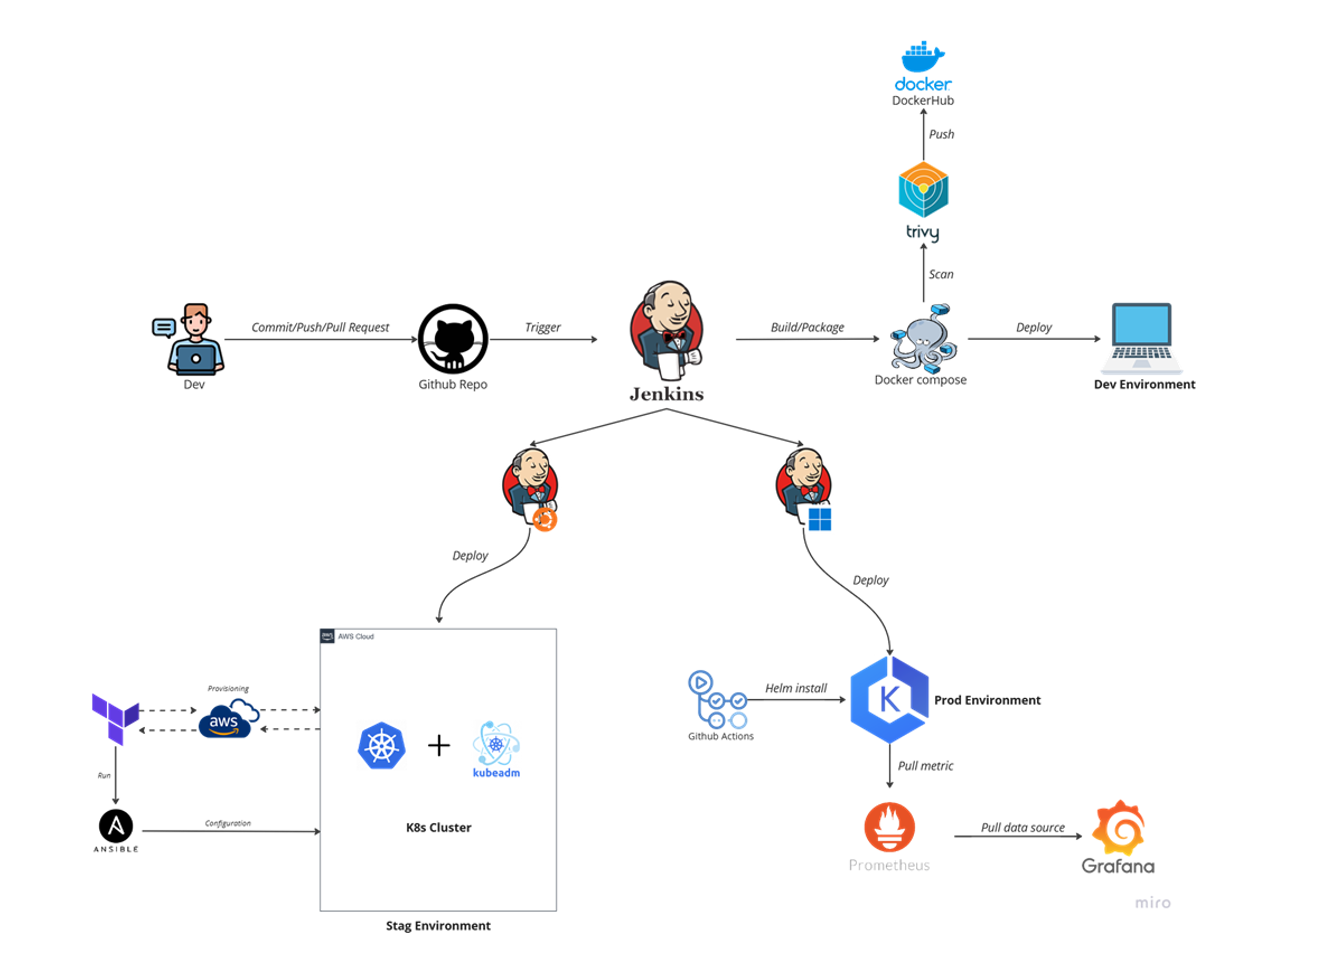 docker
DockerHub
Push
trivy
Scan
Commit/Push/Pull Request
Trigger
Build/Package
Deploy
Dev
Github Repo
Jenkins
Docker compose
Dev Environment
Deploy
Deploy
aws
AWS Cloud
Provisioning
aws
Run
ANSIBLE
Configuration
+
kubeadm
K8s Cluster
Stag Environment
Github Actions
Helm install
K
Prod Environment
Pull metric
Prometheus
Pull data source
Grafana
miro